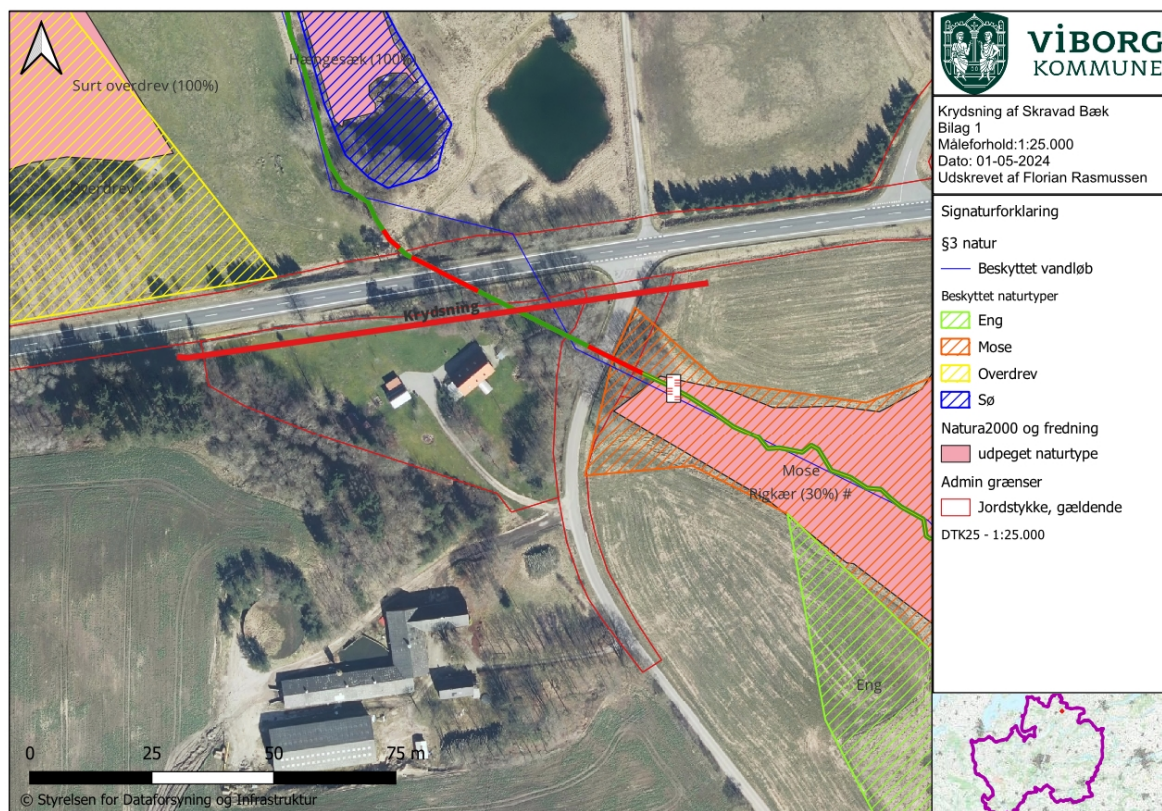 Surt overdrev (100%)
Hængesæk (100%)
Overdrev
Krydsning
Mose
Rigkær (30%) #
Eng
0 25 50 75 m
© Styrelsen for Dataforsyning og Infrastruktur
VIBORG
KOMMUNE
Krydsning af Skravad Bæk
Bilag 1
Måleforhold:1:25.000
Dato: 01-05-2024
Udskrevet af Florian Rasmussen
Signaturforklaring
§3 natur
Beskyttet vandløb
Beskyttet naturtyper
Eng
Mose
Overdrev
Sø
Natura2000 og fredning
udpeget naturtype
Admin grænser
Jordstykke, gældende
DTK25 - 1:25.000